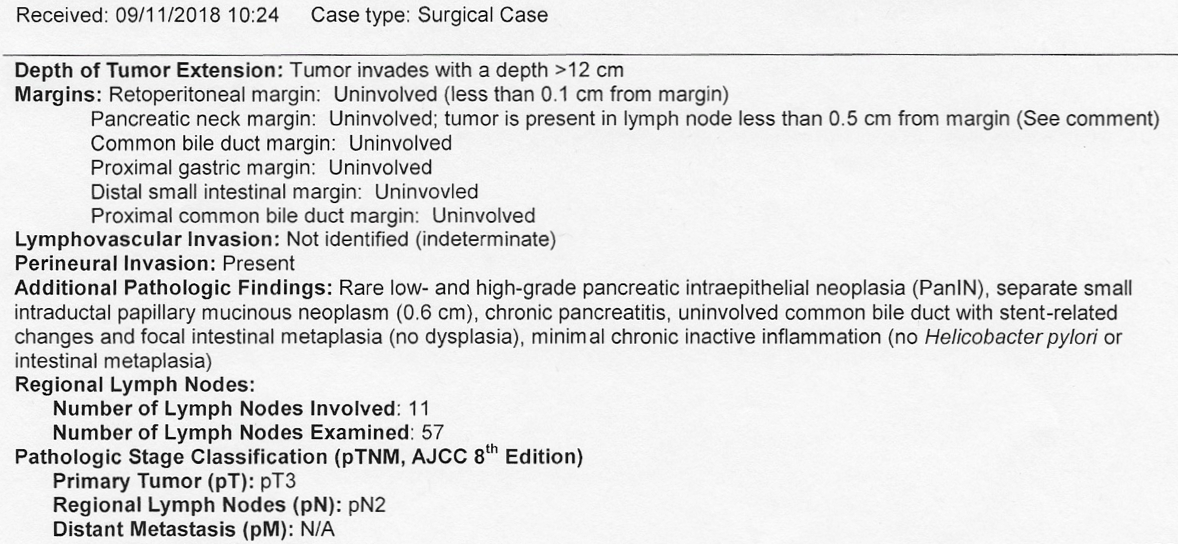 Received: 09/11/2018 10:24 Case type: Surgical Case
Depth of Tumor Extension: Tumor invades with a depth >12 cm
Margins: Retoperitoneal margin: Uninvolved (less than 0.1 cm from margin)
Pancreatic neck margin: Uninvolved; tumor is present in lymph node less than 0.5 cm from margin (See comment)
Common bile duct margin: Uninvolved
Proximal gastric margin: Uninvolved
Distal small intestinal margin: Uninvovled
Proximal common bile duct margin: Uninvolved
Lymphovascular Invasion: Not identified (indeterminate)
Perineural Invasion: Present
Additional Pathologic Findings: Rare low- and high-grade pancreatic intraepithelial neoplasia (PanIN), separate small
intraductal papillary mucinous neoplasm (0.6 cm), chronic pancreatitis, uninvolved common bile duct with stent-related
changes and focal intestinal metaplasia (no dysplasia), minimal chronic inactive inflammation (no Helicobacter pylori or
intestinal metaplasia)
Regional Lymph Nodes:
Number of Lymph Nodes Involved: 11
Number of Lymph Nodes Examined: 57
Pathologic Stage Classification (pTNM, AJCC 8th Edition)
Primary Tumor (pT): pT3
Regional Lymph Nodes (pN): pN2
Distant Metastasis (pM): N/A